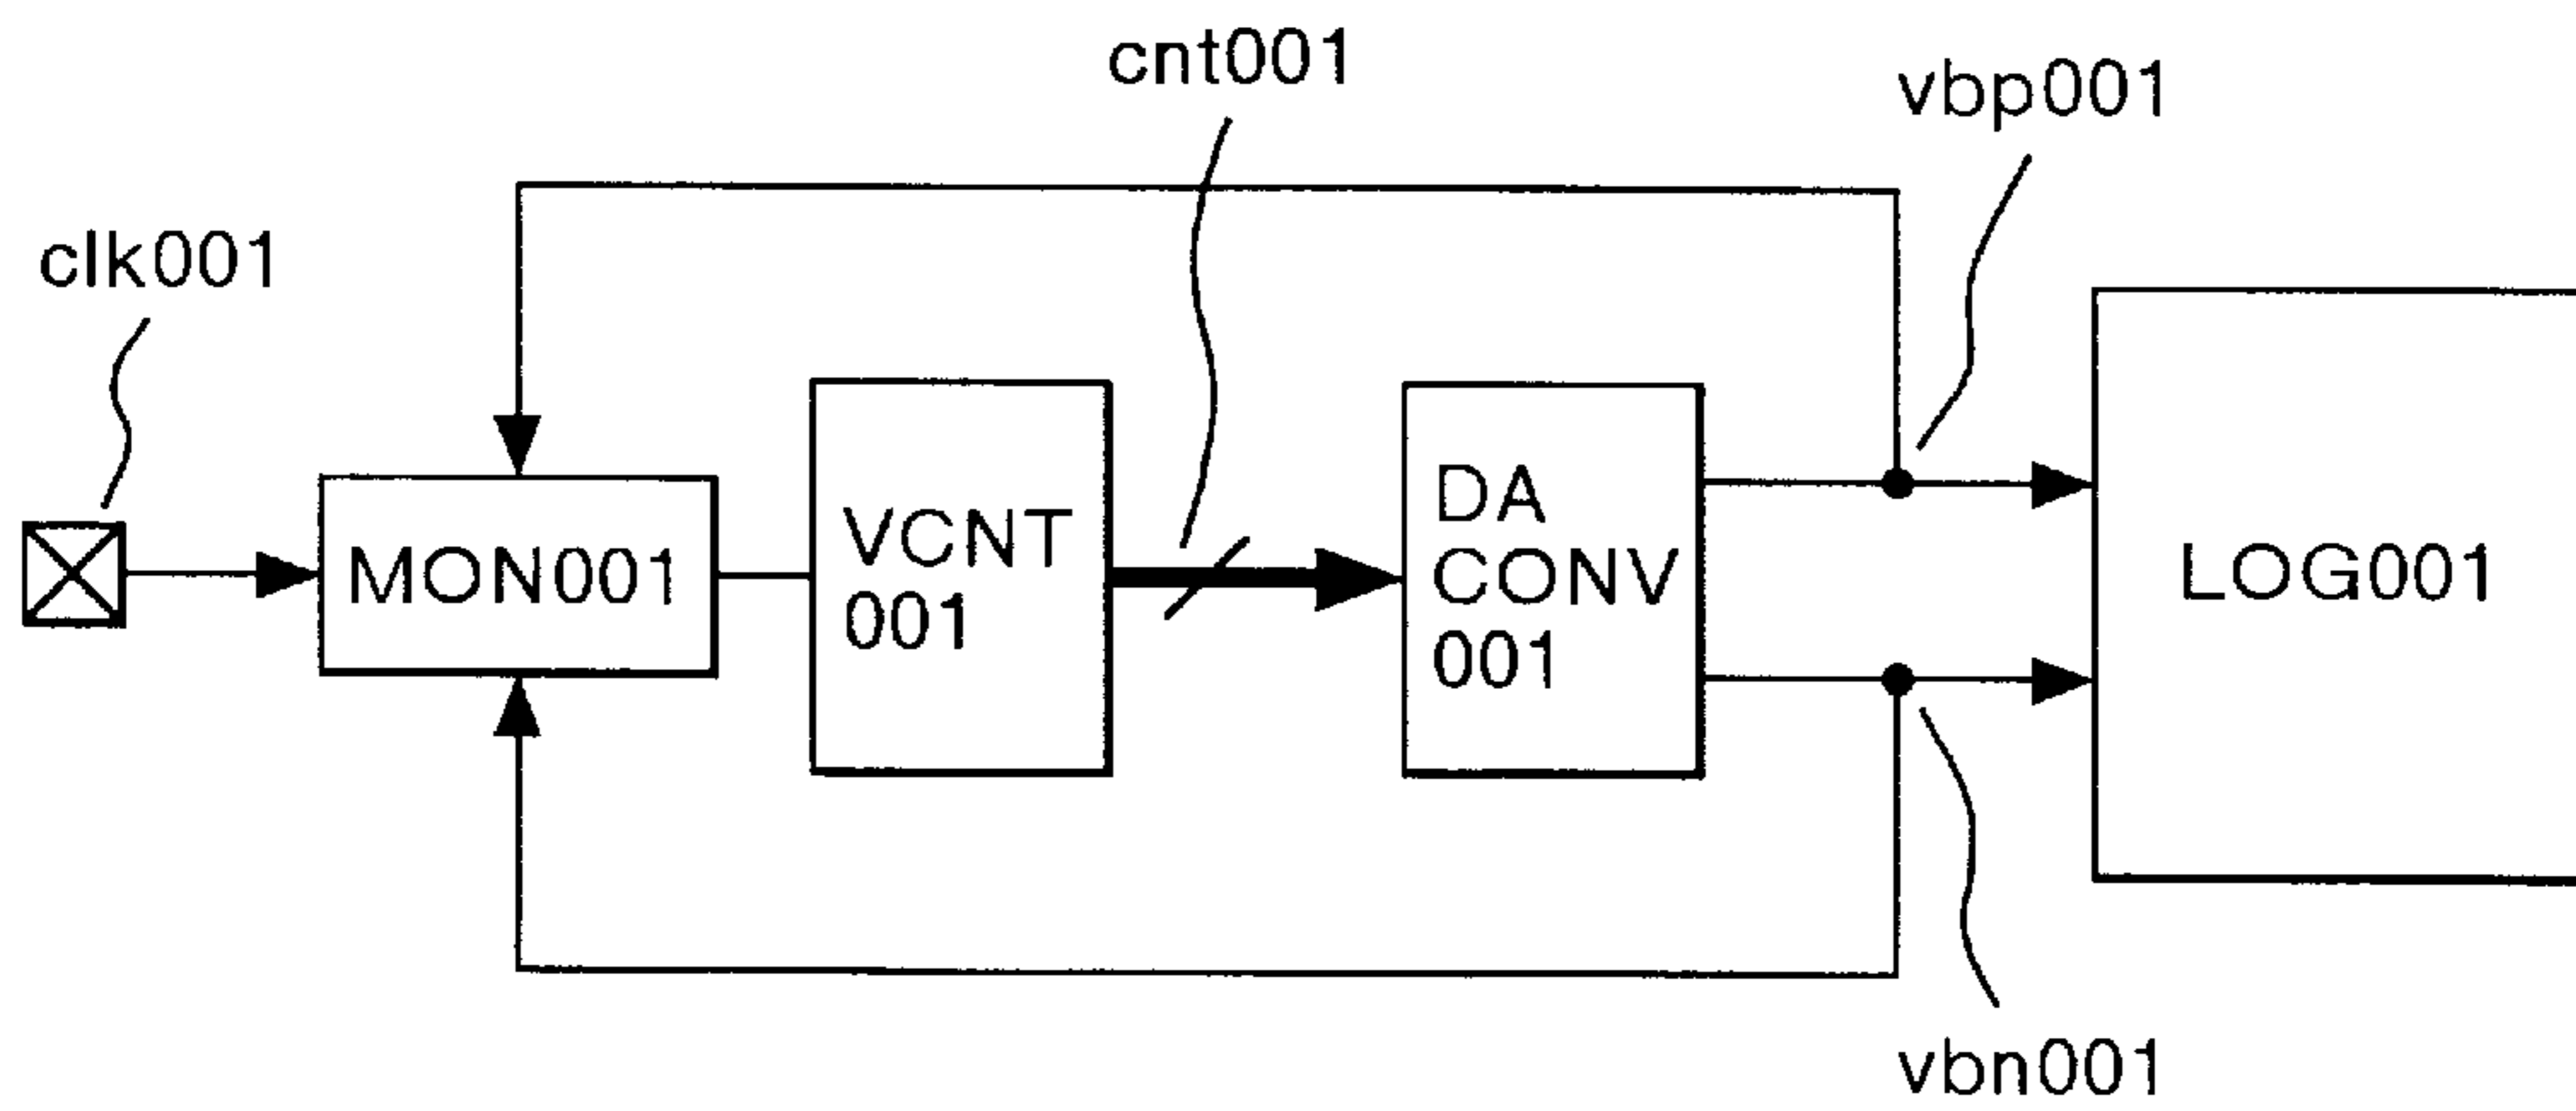 cnt001
vbp001
clk001
MON001
VCNT
001
DA
CONV
001
LOG001
vbn001